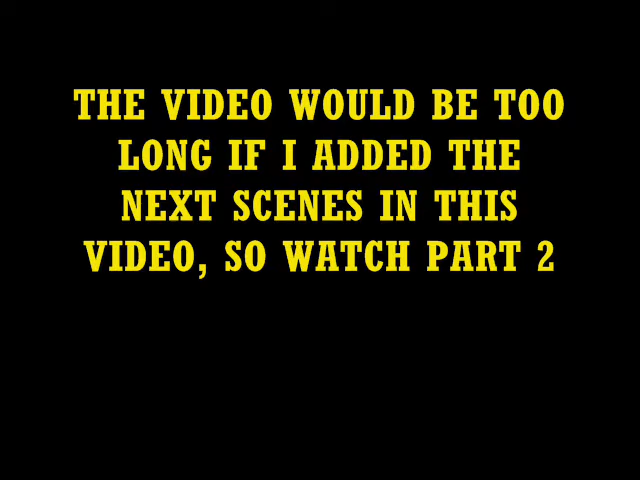 THE VIDEO WOULD BE TOO
LONG IF I ADDED THE
NEXT SCENES IN THIS
VIDEO, SO WATCH PART 2